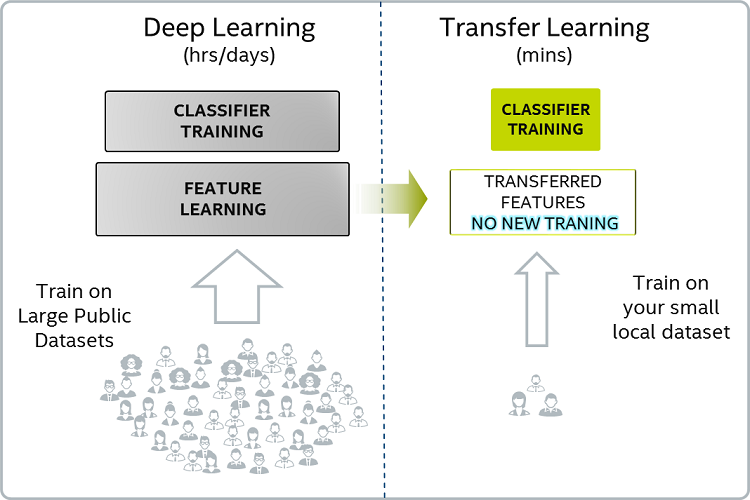 Deep Learning
(hrs/days)
CLASSIFIER
TRAINING
FEATURE
LEARNING
Train on
Large Public
Datasets
Transfer Learning
(mins)
CLASSIFIER
TRAINING
TRANSFERRED
FEATURES
NO NEW TRANING
Train on
your small
local dataset